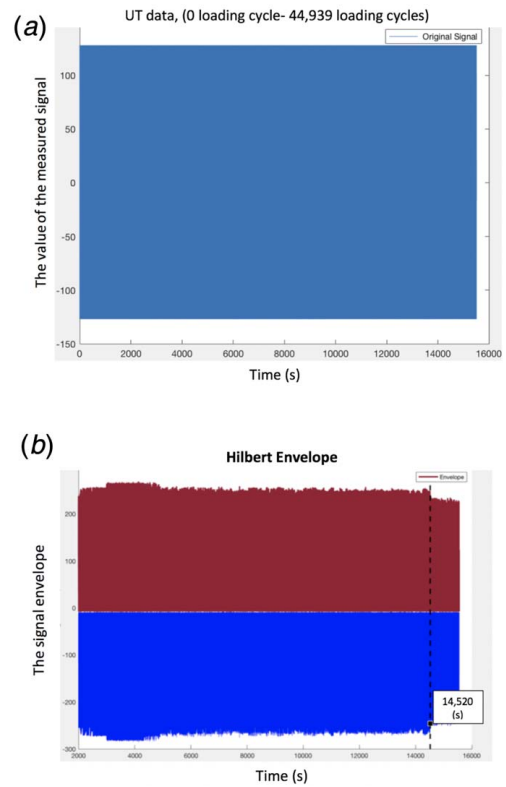 (a)
UT data, (0 loading cycle- 44,939 loading cycles)
Original Signal
The value of the measured signal
100
50
0
-50
-100
-150
0 2000 4000 6000 8000 10000 12000 14000 16000
Time (s)
(b)
Hilbert Envelope
Envelope
The signal envelope
200
100
0
-100
-200
-300
14,520
(s)
2000 4000 6000 8000 10000 12000 14000 16000
Time (s)